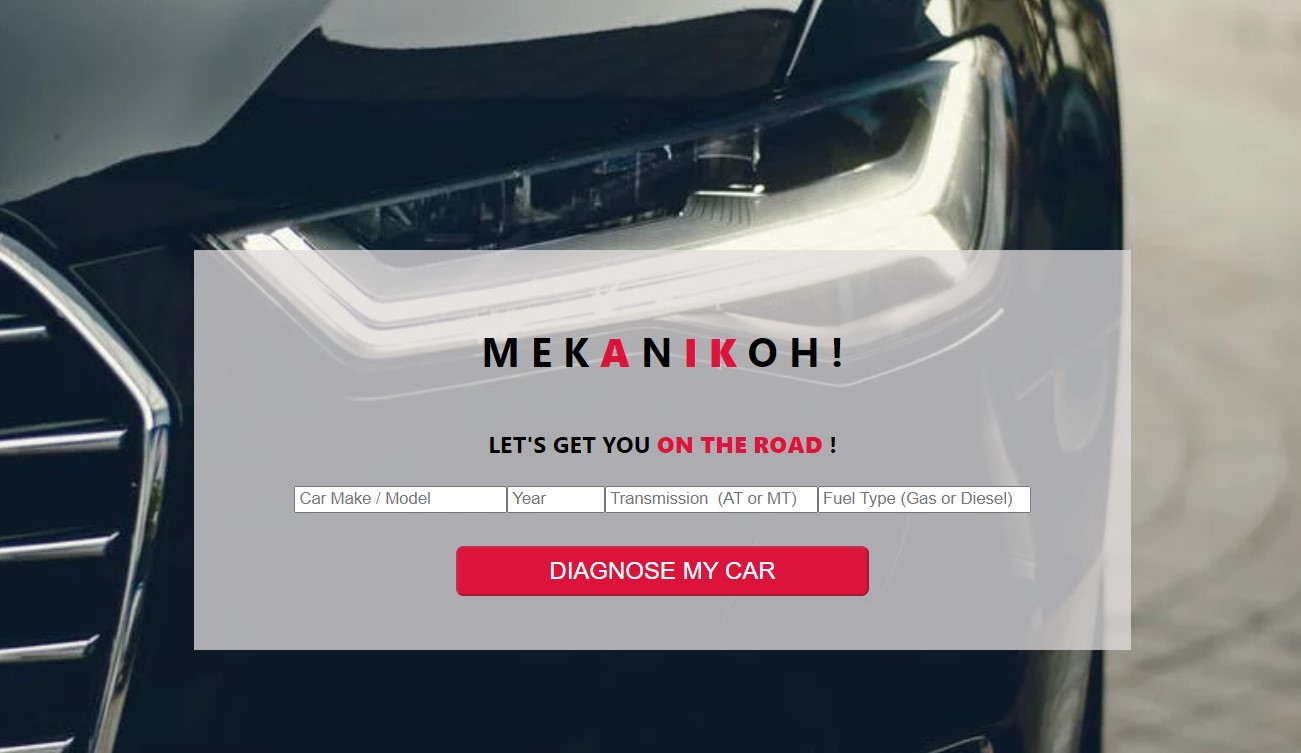 MEKANIKOH!
LET'S GET YOU ON THE ROAD !
Car Make / Model Year Transmission  (AT or MT) Fuel Type (Gas or Diesel)
DIAGNOSE MY CAR